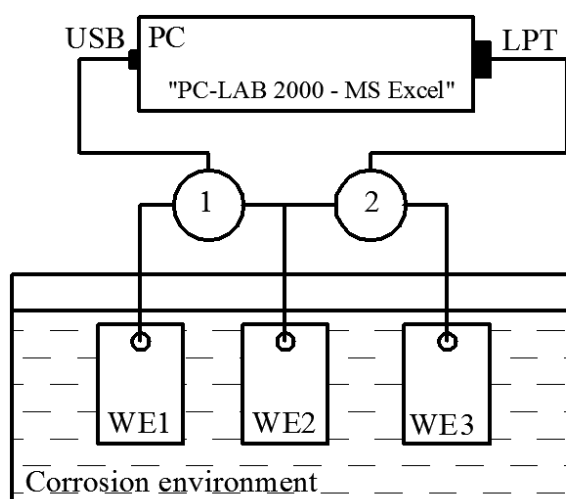 USB PC LPT
"PC-LAB 2000 - MS Excel"
1 2
WE1 WE2 WE3
Corrosion environment